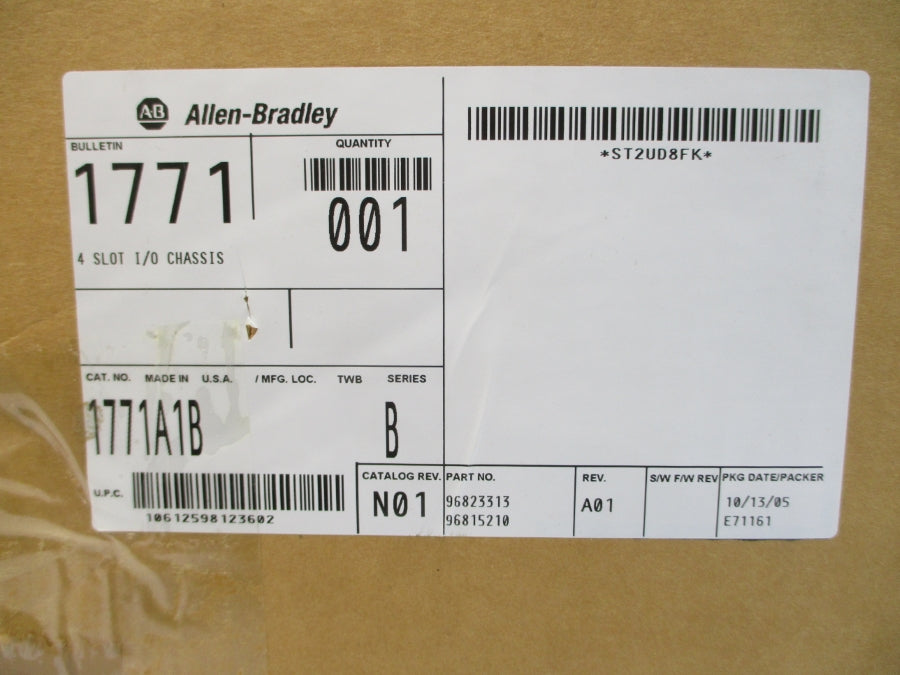 AB Allen-Bradley
BULLETIN
1771
QUANTITY
001
4 SLOT I/O CHASSIS
CAT. NO. MADE IN U.S.A. / MFG. LOC. TWB SERIES
1771A1B B
U.P.C.
10612598123602
*ST2UD8FK*
CATALOG REV. PART NO. REV. S/W F/W REV PKG DATE/PACKER
N01 96823313 A01 10/13/05
96815210 E71161